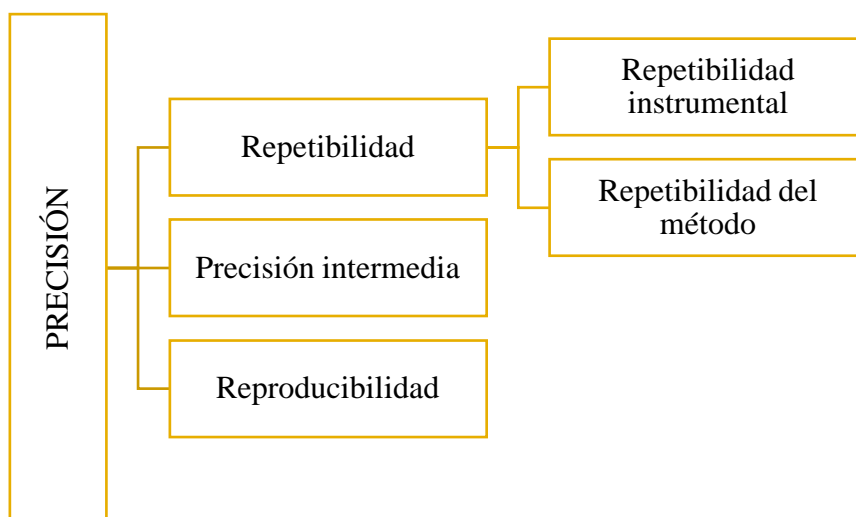 PRECISIÓN
Repetibilidad
Repetibilidad
instrumental
Repetibilidad del
método
Precisión intermedia
Reproducibilidad